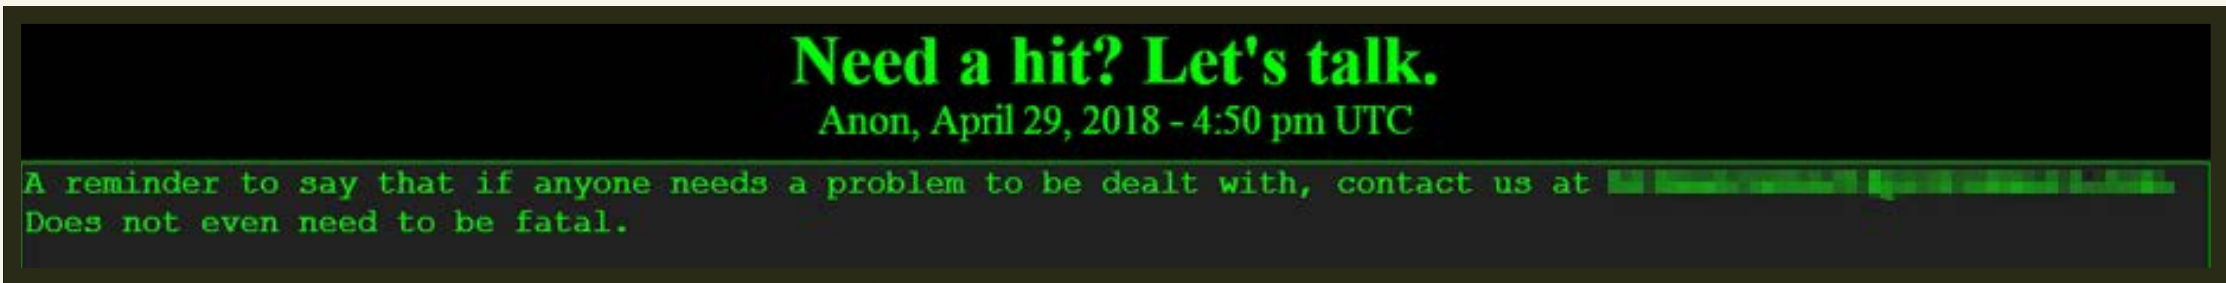 Need a hit? Let's talk.
Anon, April 29, 2018 - 4:50 pm UTC
A reminder to say that if anyone needs a problem to be dealt with, contact us at
Does not even need to be fatal.